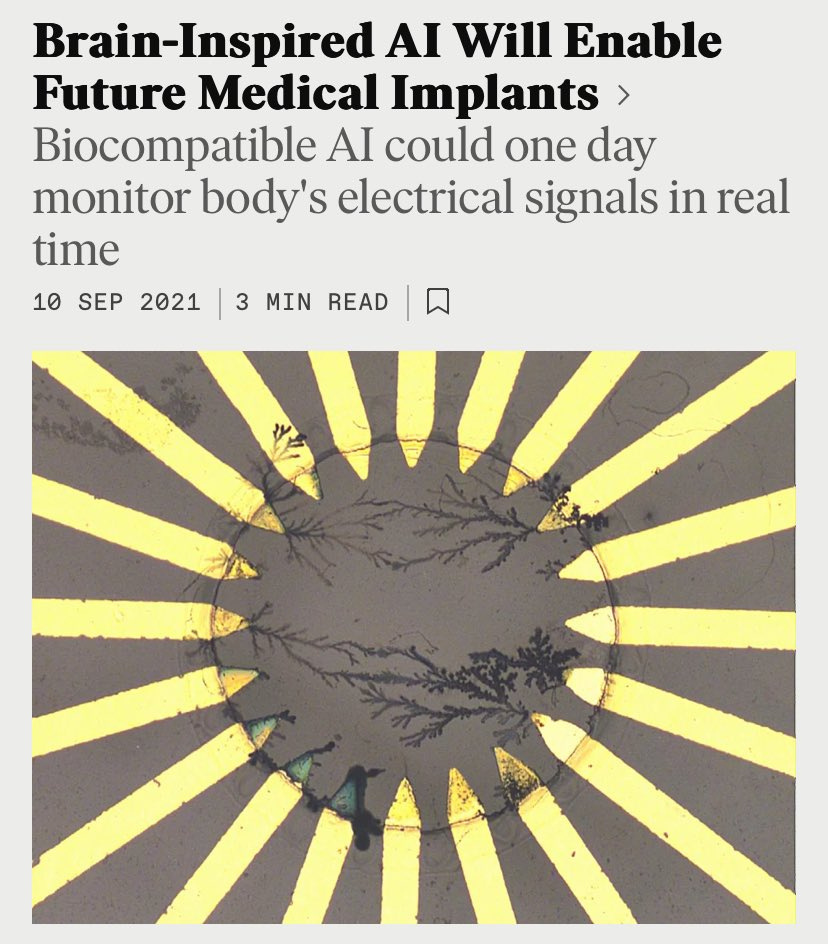 Brain-Inspired AI Will Enable
Future Medical Implants >
Biocompatible AI could one day
monitor body's electrical signals in real
time
10 SEP 2021 | 3 MIN READ |